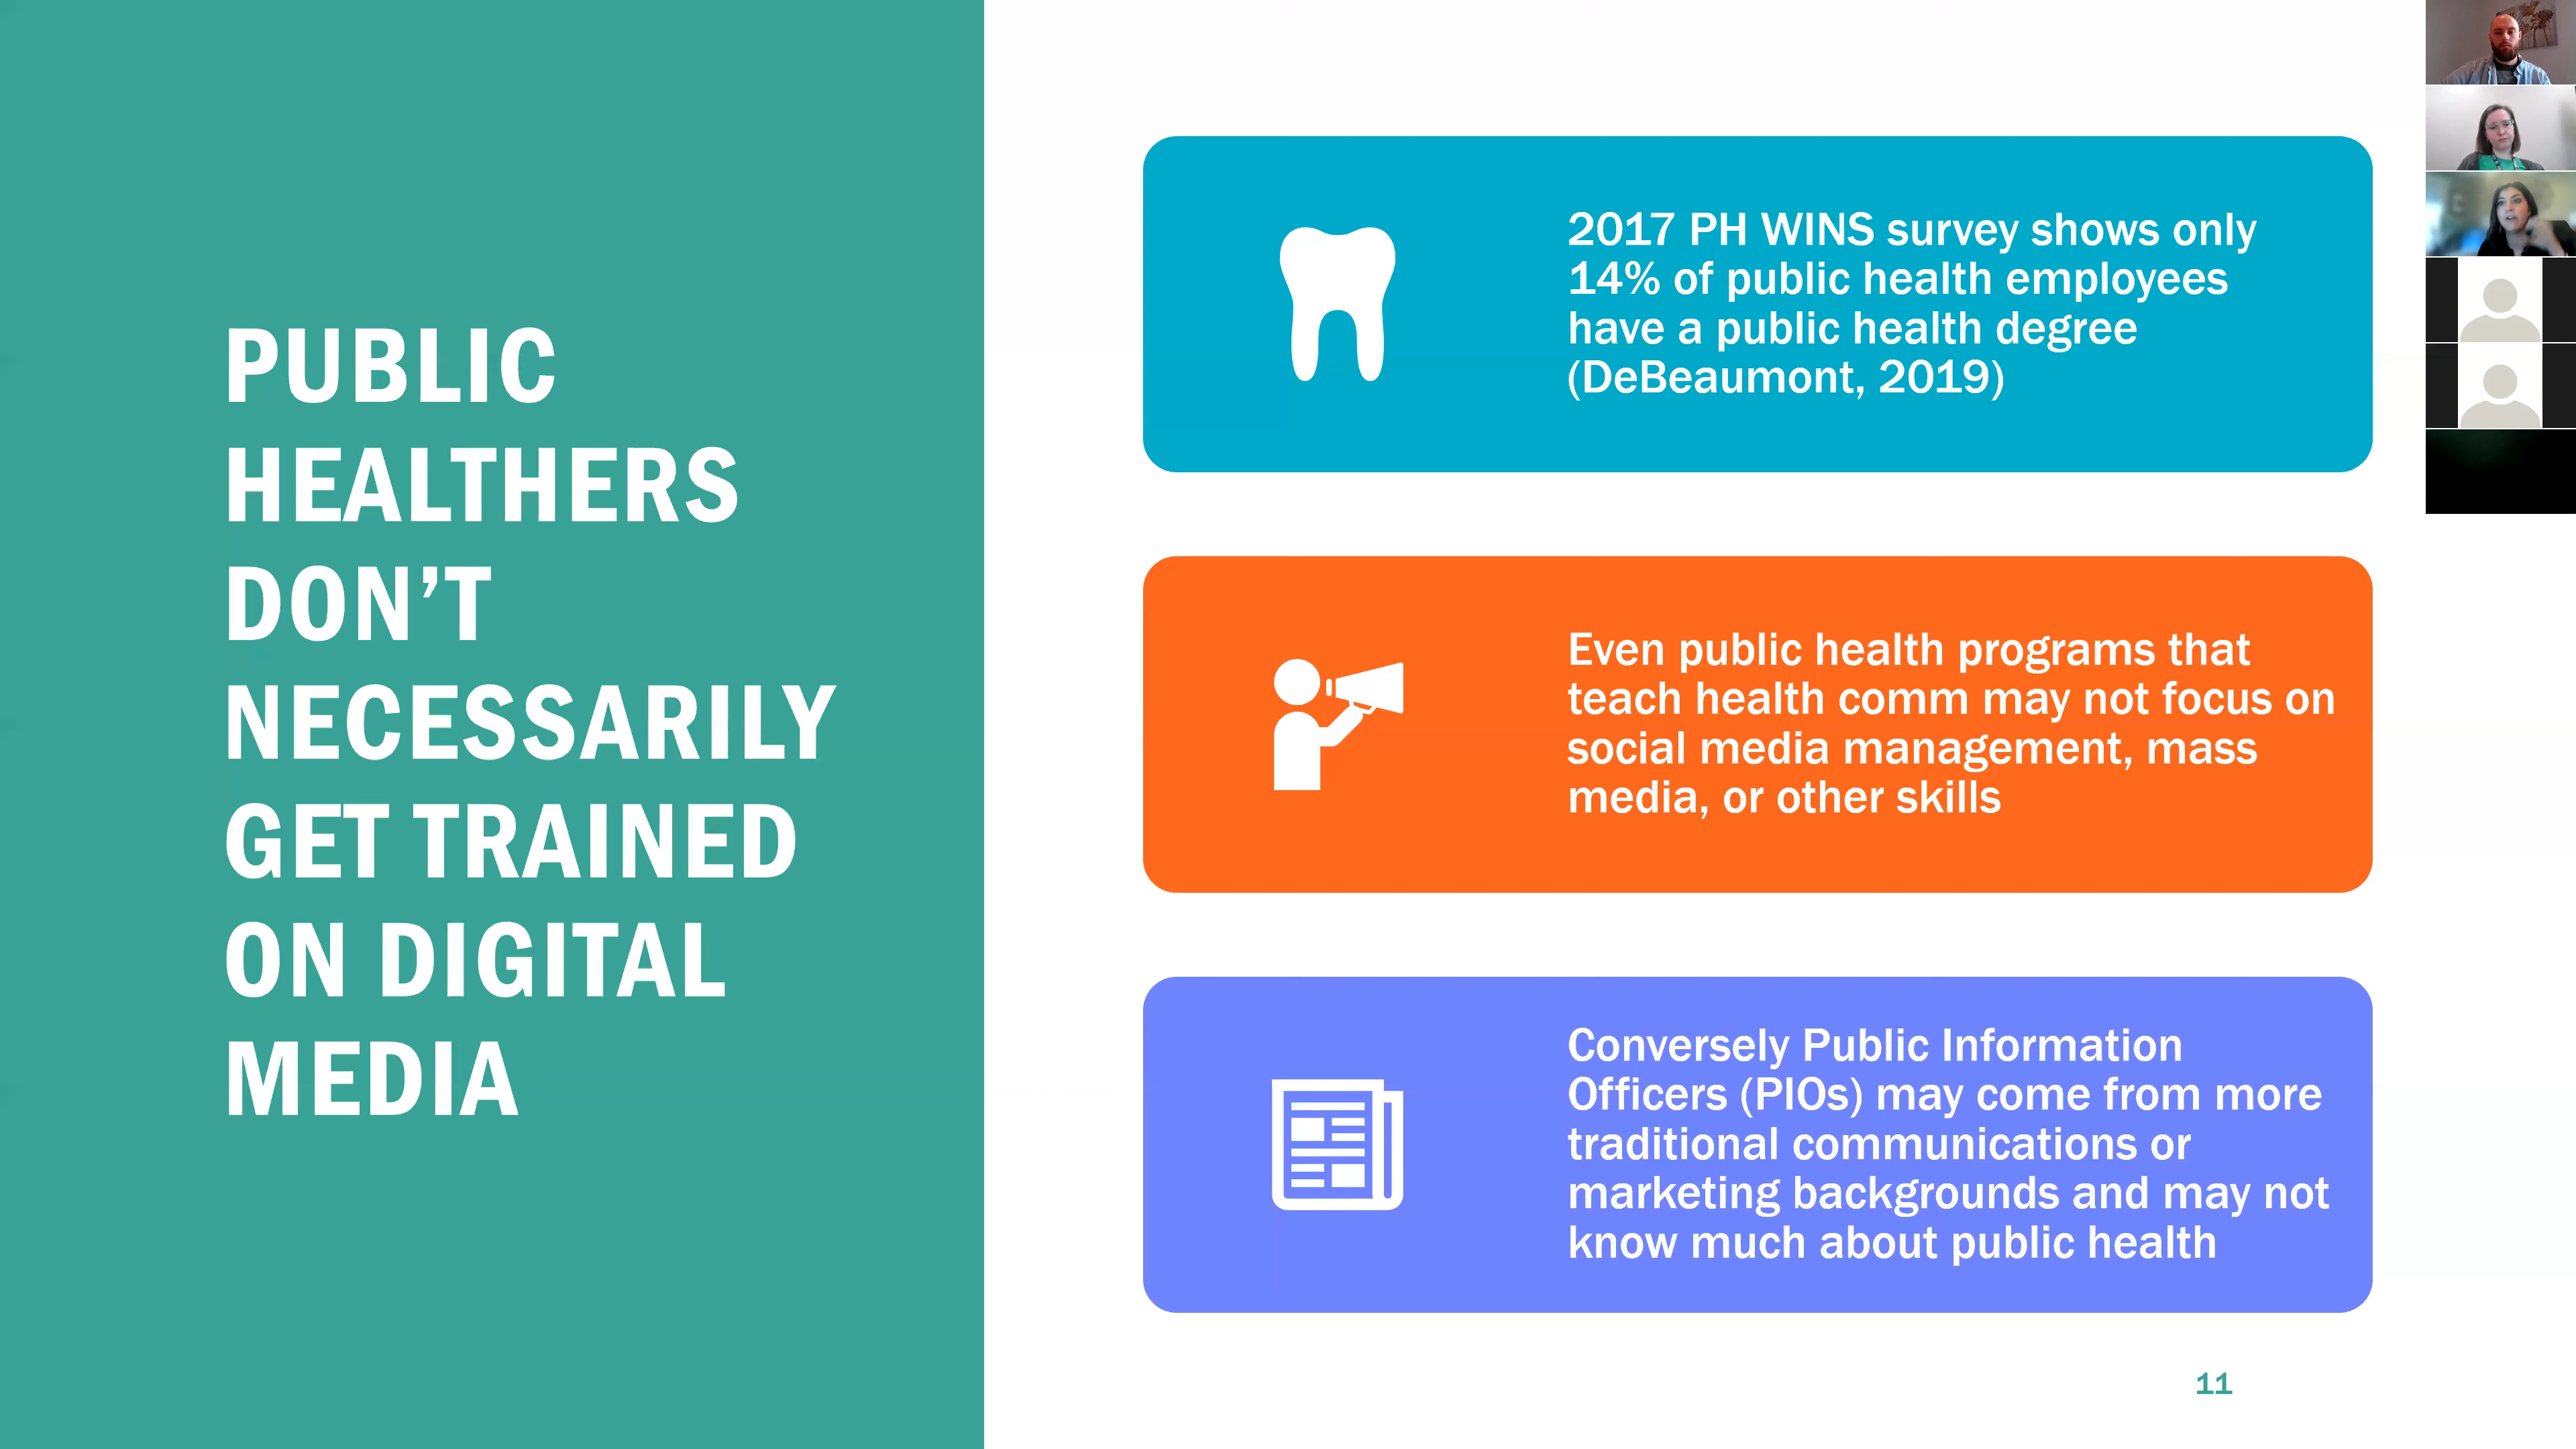 PUBLIC
HEALTHERS
DON’T
NECESSARILY
GET TRAINED
ON DIGITAL
MEDIA
2017 PH WINS survey shows only
14% of public health employees
have a public health degree
(DeBeaumont, 2019)
Even public health programs that
teach health comm may not focus on
social media management, mass
media, or other skills
Conversely Public Information
Officers (PIOs) may come from more
traditional communications or
marketing backgrounds and may not
know much about public health
11